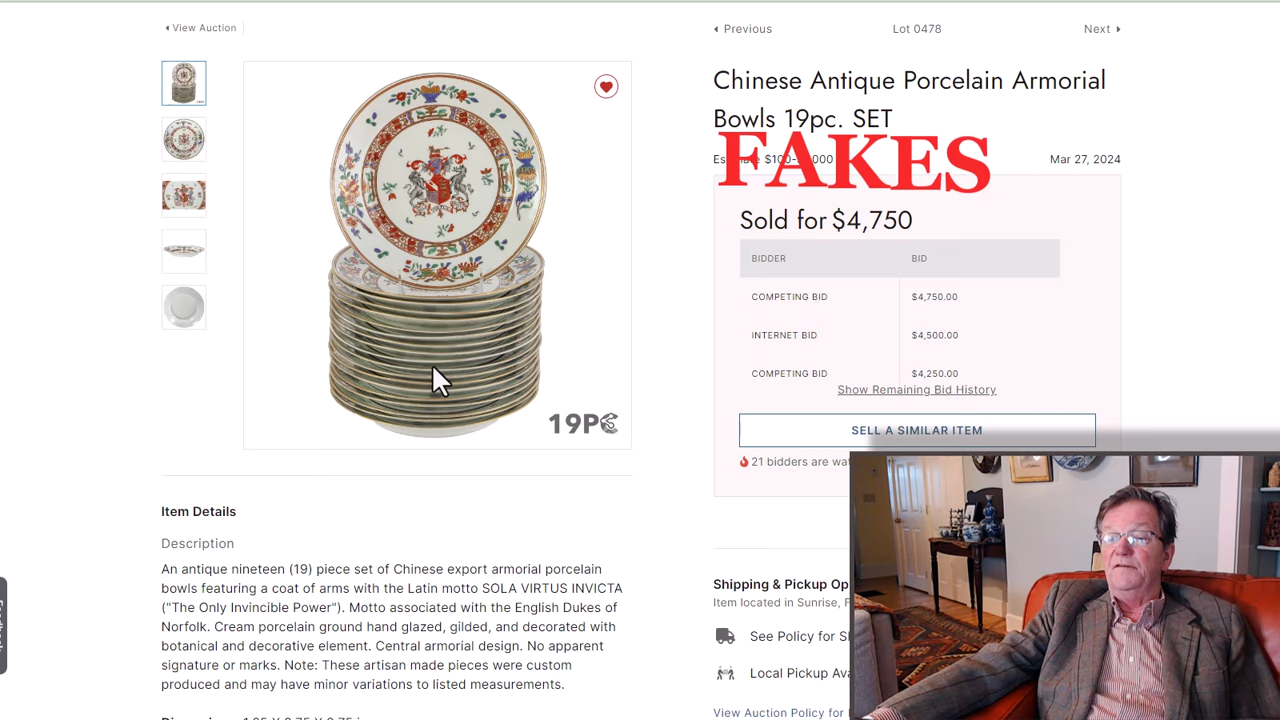 View Auction
Previous
Lot 0478
Next
Chinese Antique Porcelain Armorial
Bowls 19pc. SET
FAKES
Mar 27, 2024
Sold for $4,750
BIDDER BID
COMPETING BID $4,750.00
INTERNET BID $4,500.00
COMPETING BID $4,250.00
Show Remaining Bid History
SELL A SIMILAR ITEM
21 bidders are
19PC
Item Details
Description
An antique nineteen (19) piece set of Chinese export armorial porcelain
bowls featuring a coat of arms with the Latin motto SOLA VIRTUS INVICTA
("The Only Invincible Power"). Motto associated with the English Dukes of
Norfolk. Cream porcelain ground hand glazed, gilded, and decorated with
botanical and decorative element. Central armorial design. No apparent
signature or marks. Note: These artisan made pieces were custom
produced and may have minor variations to listed measurements.
Shipping & Pickup Op
Item located in Sunrise, F
See Policy for S
Local Pickup Ava
View Auction Policy for